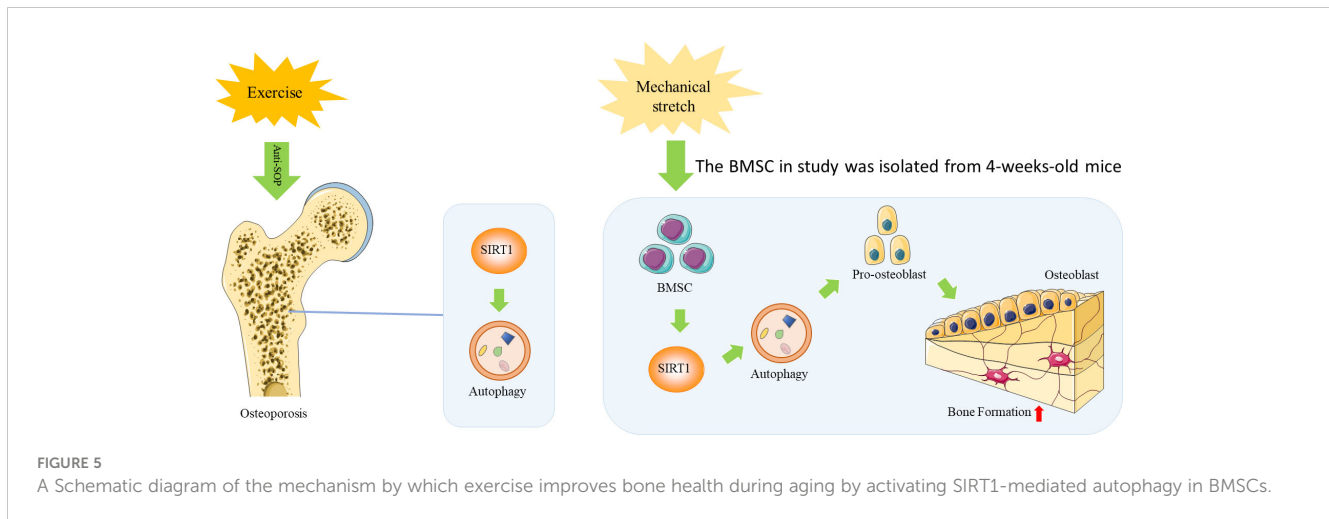 Exercise
Anti-SOP
Osteoporosis
SIRT1
Autophagy
Mechanical
stretch
The BMSC in study was isolated from 4-weeks-old mice
BMSC
SIRT1
Autophagy
Pro-osteoblast
Osteoblast
Bone Formation
FIGURE 5
A Schematic diagram of the mechanism by which exercise improves bone health during aging by activating SIRT1-mediated autophagy in BMSCs.